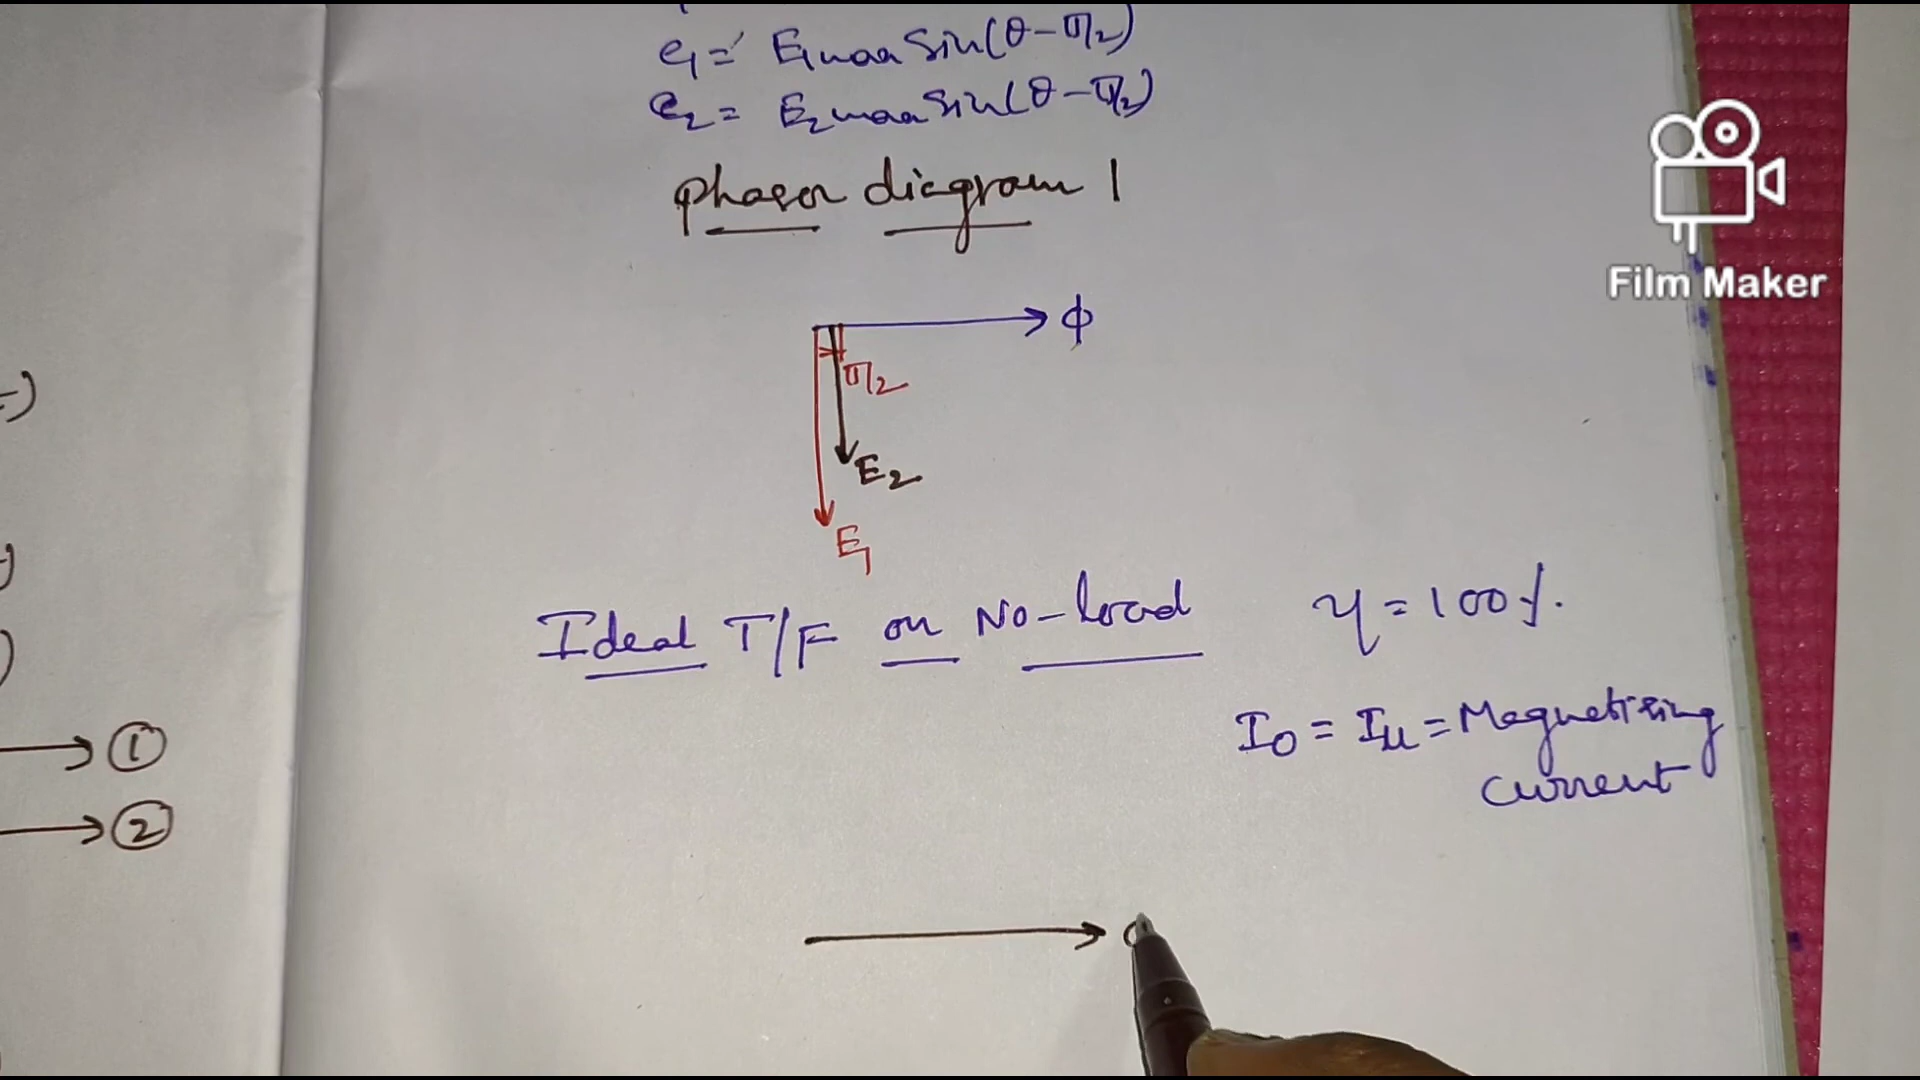 e₁ = E₁max Sin(θ - π/2)
e₂ = E₂max Sin(θ - π/2)
phasor diagram 1
ϕ
π/2
E₂
E₁
Ideal T/F on No-load
η = 100%.
I₀ = Iμ = Magnetising
current
→ ①
→ ②
Film Maker